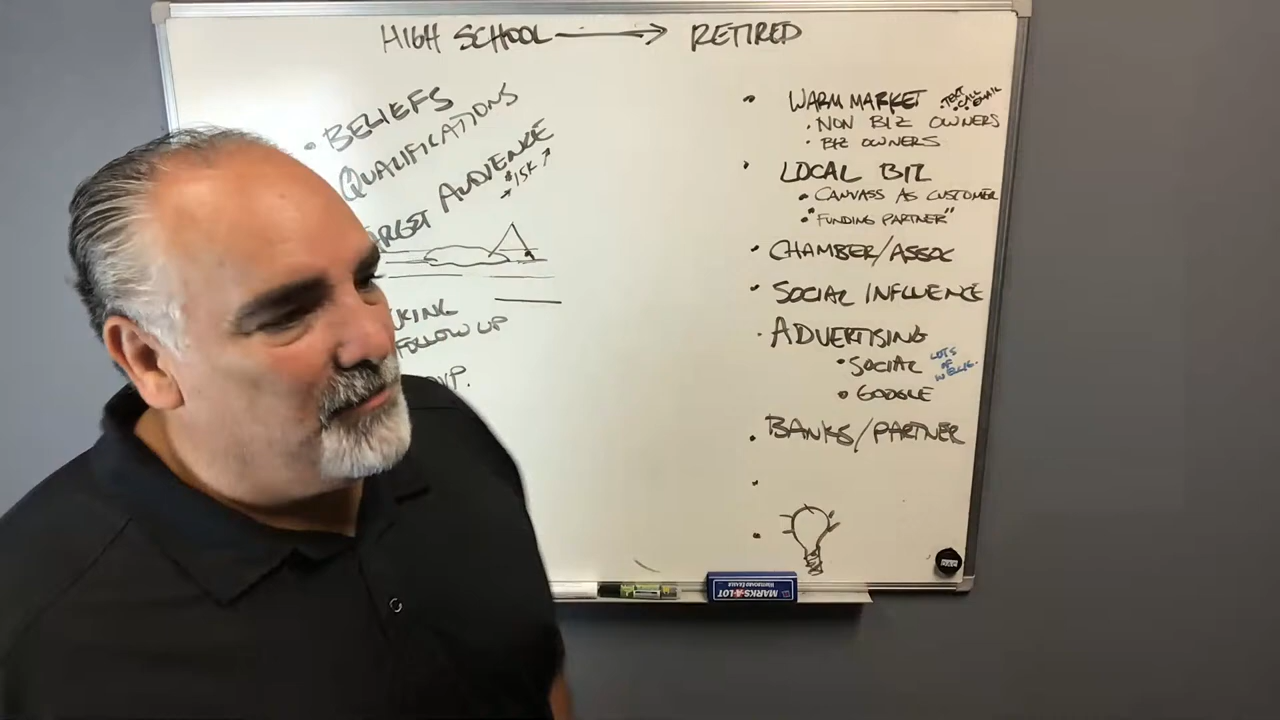 HIGH SCHOOL → RETIRED
• BELIEFS
QUALIFICATIONS
TARGET AUDIENCE
$15K
FOLLOW UP
• WARM MARKET • TEXT • CALL • EMAIL
• NON BIZ OWNERS
• BIZ OWNERS
• LOCAL BIZ
• CANVASS AS CUSTOMER
• "FUNDING PARTNER"
• CHAMBER/ASSOC
• SOCIAL INFLUENCE
• ADVERTISING
• SOCIAL LOTS OF
• GOOGLE
• BANKS/PARTNER
MARKS-A-LOT